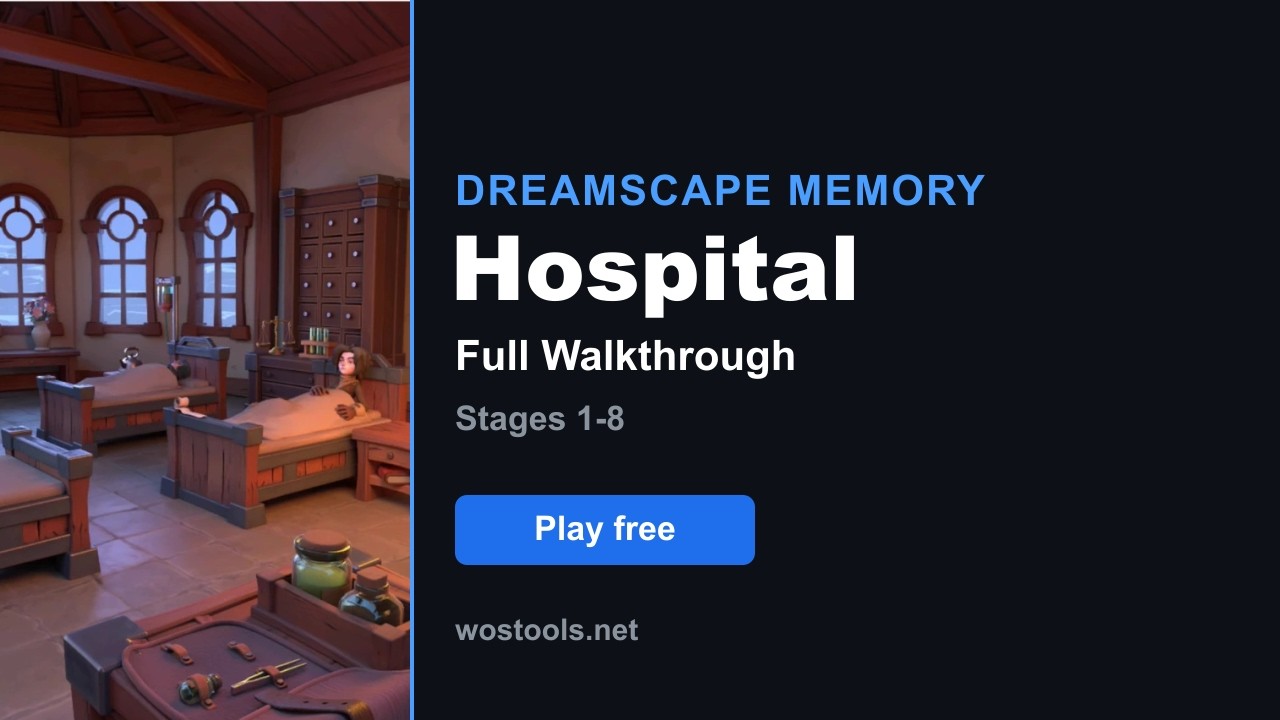 DREAMSCAPE MEMORY
Hospital
Full Walkthrough
Stages 1-8
Play free
wostools.net